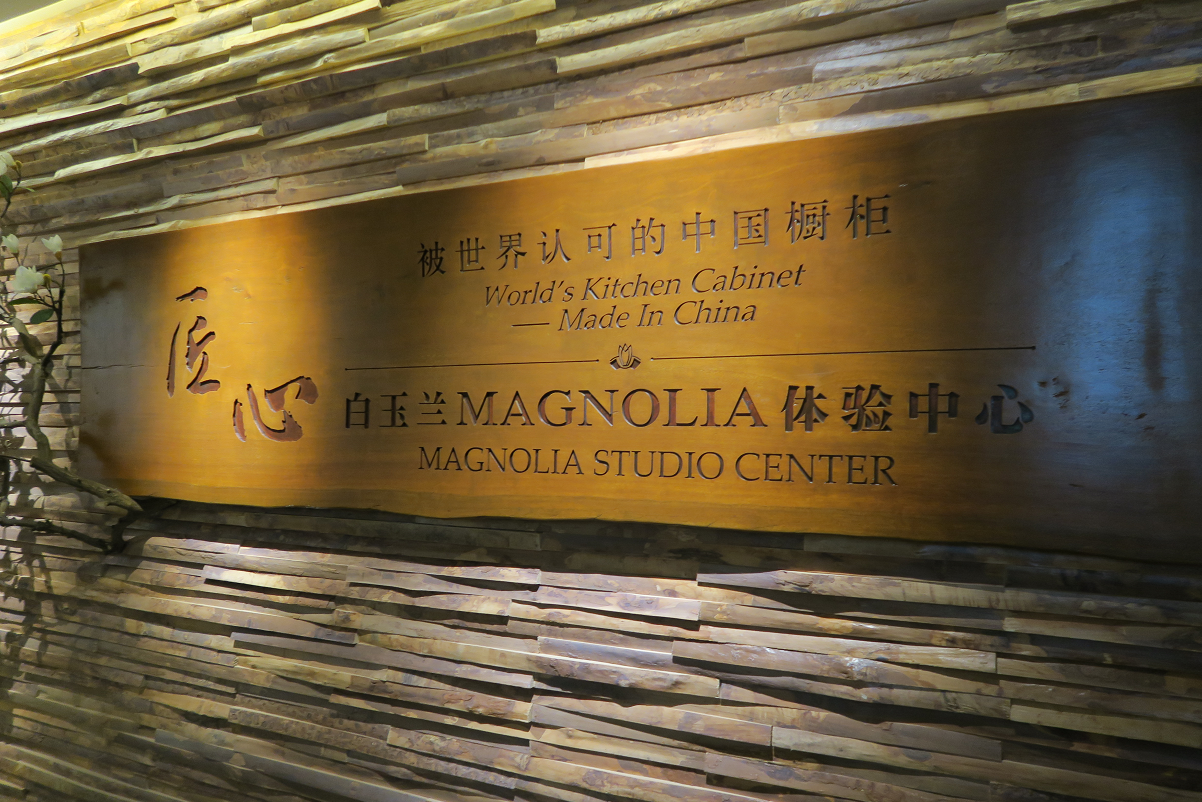 匠心
被世界认可的中国橱柜
World's Kitchen Cabinet
— Made In China
白玉兰MAGNOLIA体验中心
MAGNOLIA STUDIO CENTER